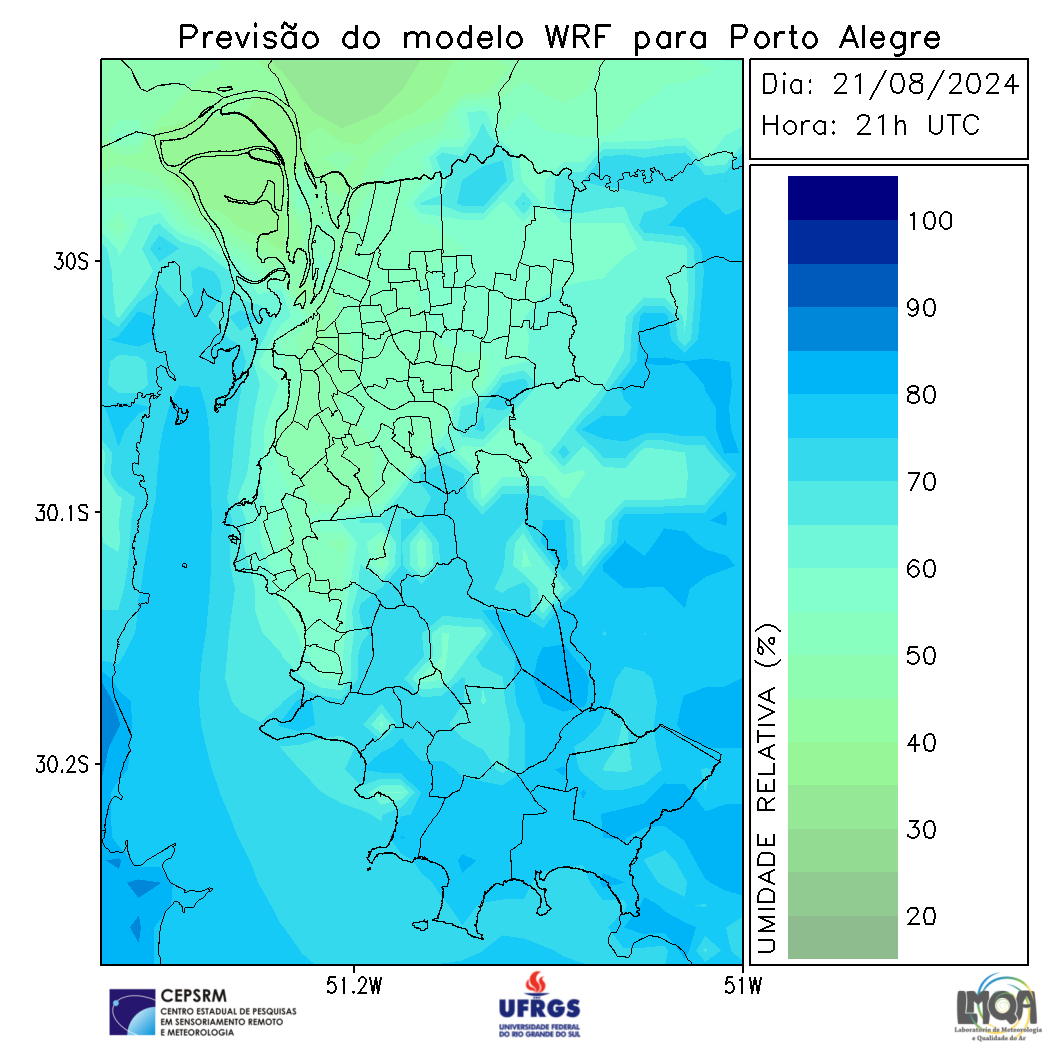 Previsão do modelo WRF para Porto Alegre
Dia: 21/08/2024
Hora: 21h UTC
100
90
80
70
60
50
40
30
20
UMIDADE RELATIVA (%)
30S
30.1S
30.2S
51.2W
51W
CEPSRM
CENTRO ESTADUAL DE PESQUISAS
EM SENSORIAMENTO REMOTO
E METEOROLOGIA
UFRGS
UNIVERSIDADE FEDERAL
DO RIO GRANDE DO SUL
LMQA
Laboratório de Meteorologia
e Qualidade do Ar